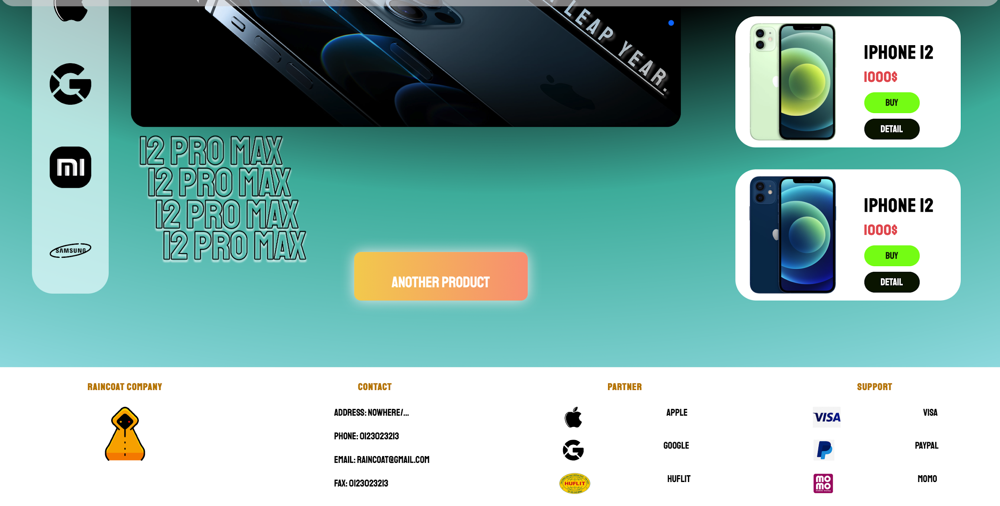 LEAP YEAR.
SAMSUNG
12 PRO MAX
12 PRO MAX
12 PRO MAX
12 PRO MAX
ANOTHER PRODUCT
IPHONE 12
1000$
BUY
DETAIL
IPHONE 12
1000$
BUY
DETAIL
RAINCOAT COMPANY
CONTACT
ADDRESS: NOWHERE/...
PHONE: 0123023213
EMAIL: RAINCOAT@GMAIL.COM
FAX: 0123023213
PARTNER
APPLE
GOOGLE
HUFLIT
HUFLIT
SUPPORT
VISA
VISA
PAYPAL
mo
mo
mobile money
MOMO